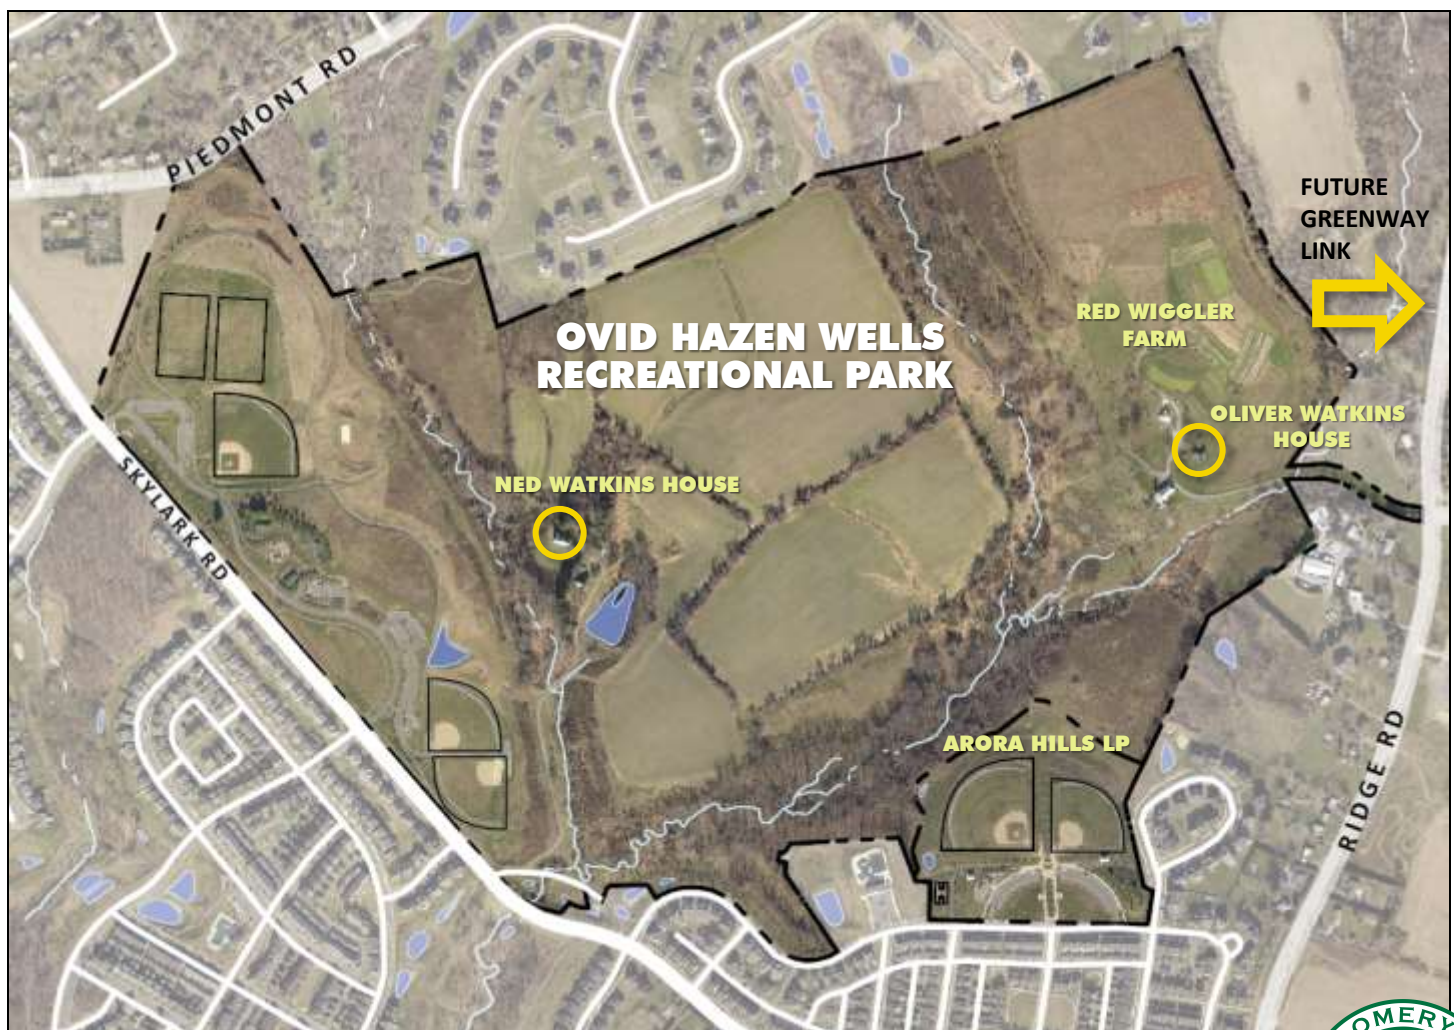 PIEDMONT RD
FUTURE
GREENWAY
LINK
RED WIGGLER
FARM
OVID HAZEN WELLS
RECREATIONAL PARK
OLIVER WATKINS
HOUSE
NED WATKINS HOUSE
SKYLARK RD
ARORA HILLS LP
RIDGE RD
OMERY